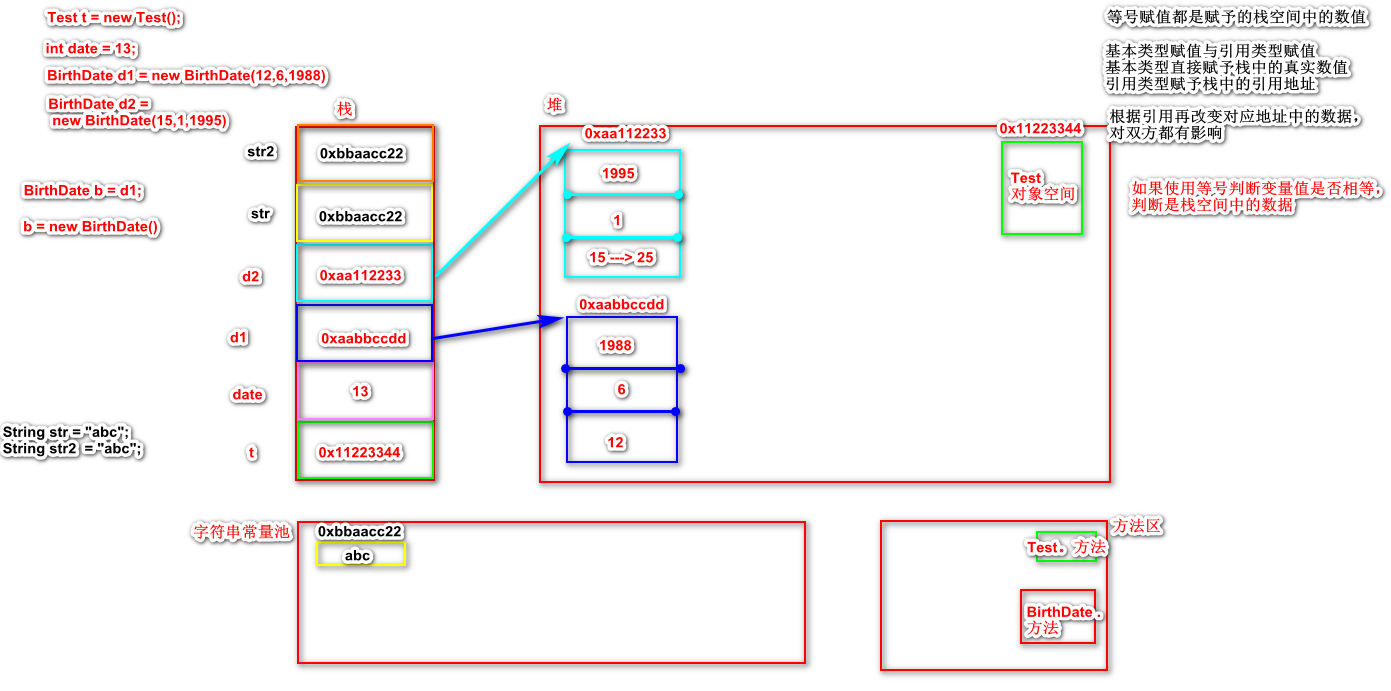 Test t = new Test();
int date = 13;
BirthDate d1 = new BirthDate(12,6,1988)
BirthDate d2 =
new BirthDate(15,1,1995)
BirthDate b = d1;
b = new BirthDate()
String str = "abc";
String str2 = "abc";
栈
str2
0xbbaacc22
str
0xbbaacc22
d2
0xaa112233
d1
0xaabbccdd
date
13
t
0x11223344
堆
0xaa112233
1995
1
15 ---> 25
0xaabbccdd
1988
6
12
0x11223344
Test
对象空间
等号赋值都是赋予的栈空间中的数值
基本类型赋值与引用类型赋值
基本类型直接赋予栈中的真实数值
引用类型赋予栈中的引用地址
根据引用再改变对应地址中的数据,
对双方都有影响
如果使用等号判断变量值是否相等,
判断是栈空间中的数据
字符串常量池
0xbbaacc22
abc
方法区
Test。方法
BirthDate .
方法